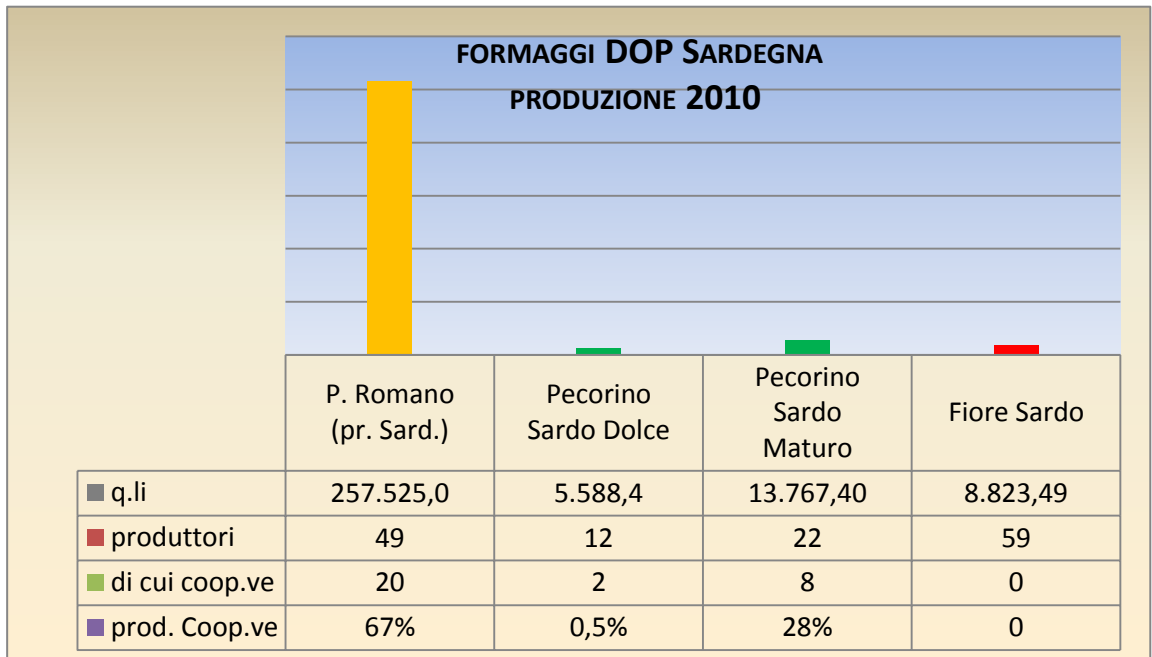 FORMAGGI DOP SARDEGNA
PRODUZIONE 2010
P. Romano
(pr. Sard.)
Pecorino
Sardo Dolce
Pecorino
Sardo
Maturo
Fiore Sardo
q.li 257.525,0 5.588,4 13.767,40 8.823,49
produttori 49 12 22 59
di cui coop.ve 20 2 8 0
prod. Coop.ve 67% 0,5% 28% 0